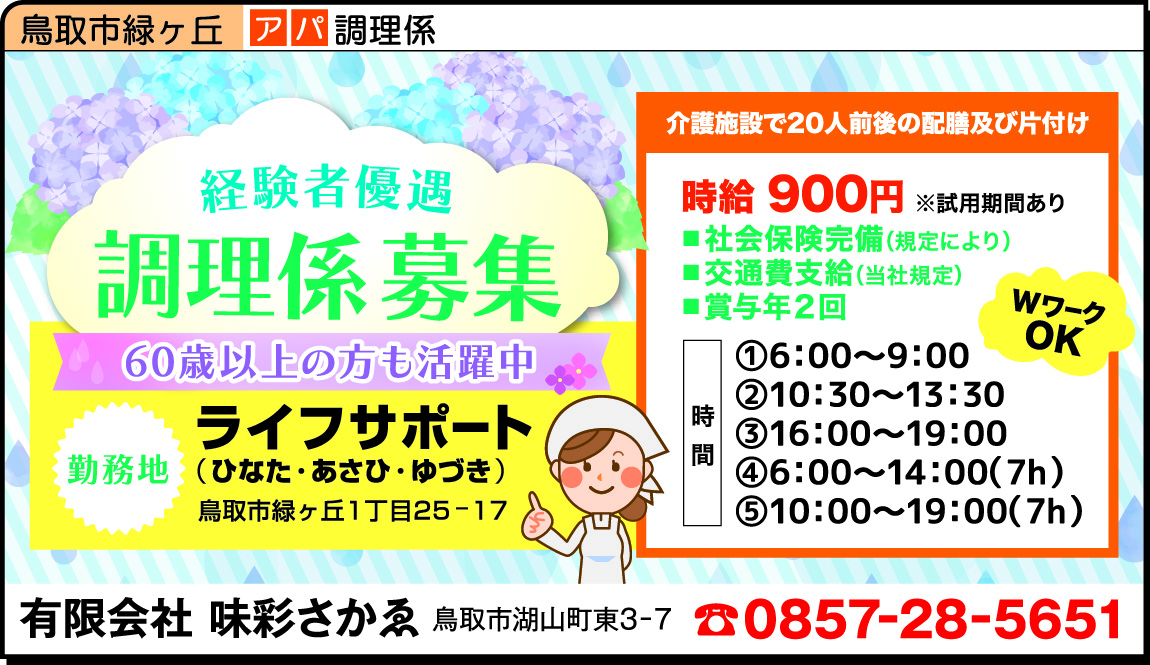 鳥取市緑ヶ丘 アパ 調理係
経験者優遇
調理係募集
60歳以上の方も活躍中
勤務地
ライフサポート
（ひなた・あさひ・ゆづき）
鳥取市緑ヶ丘1丁目25-17
介護施設で20人前後の配膳及び片付け
時給 900円 ※試用期間あり
■社会保険完備（規定により）
■交通費支給（当社規定）
■賞与年2回
Wワーク
OK
時間
①6：00〜9：00
②10：30〜13：30
③16：00〜19：00
④6：00〜14：00（7h）
⑤10：00〜19：00（7h）
有限会社 味彩さかゑ 鳥取市湖山町東3-7 ☎0857-28-5651